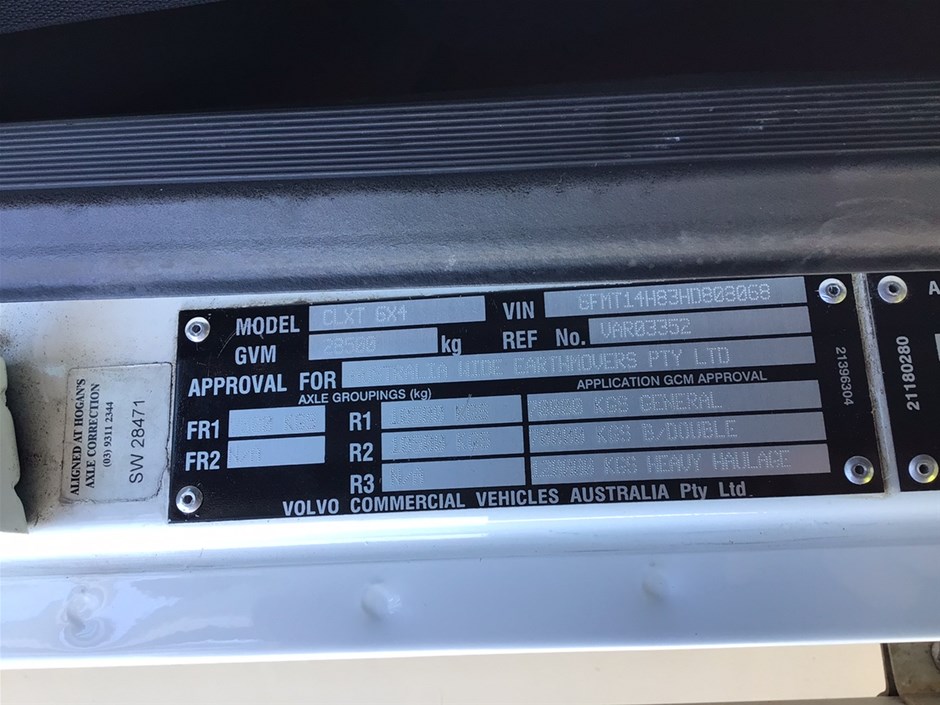 MODEL CLXT 6X4 VIN 6FMT14H83HD803068
GVM 28500 kg REF No. VAR03352
APPROVAL FOR WIDE EARTHMOVERS PTY LTD
AXLE GROUPINGS (kg) APPLICATION GCM APPROVAL
FR1 R1 KGS GENERAL
FR2 N/A R2 KGS B/DOUBLE
R3 N/A KGS HEAVY HAULAGE
VOLVO COMMERCIAL VEHICLES AUSTRALIA Pty Ltd
21396304
ALIGNED AT HOGAN'S
AXLE CORRECTION
(03) 9311 2344
SW 28471
21180280
A